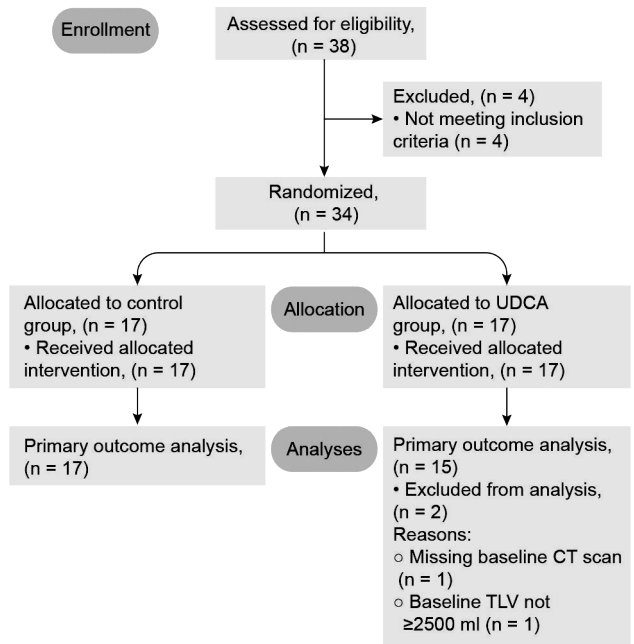 Enrollment
Assessed for eligibility,
(n = 38)
Excluded, (n = 4)
• Not meeting inclusion
criteria (n = 4)
Randomized,
(n = 34)
Allocated to control
group, (n = 17)
• Received allocated
intervention, (n = 17)
Allocation
Allocated to UDCA
group, (n = 17)
• Received allocated
intervention, (n = 17)
Primary outcome analysis,
(n = 17)
Analyses
Primary outcome analysis,
(n = 15)
• Excluded from analysis,
(n = 2)
Reasons:
○ Missing baseline CT scan
(n = 1)
○ Baseline TLV not
≥2500 ml (n = 1)